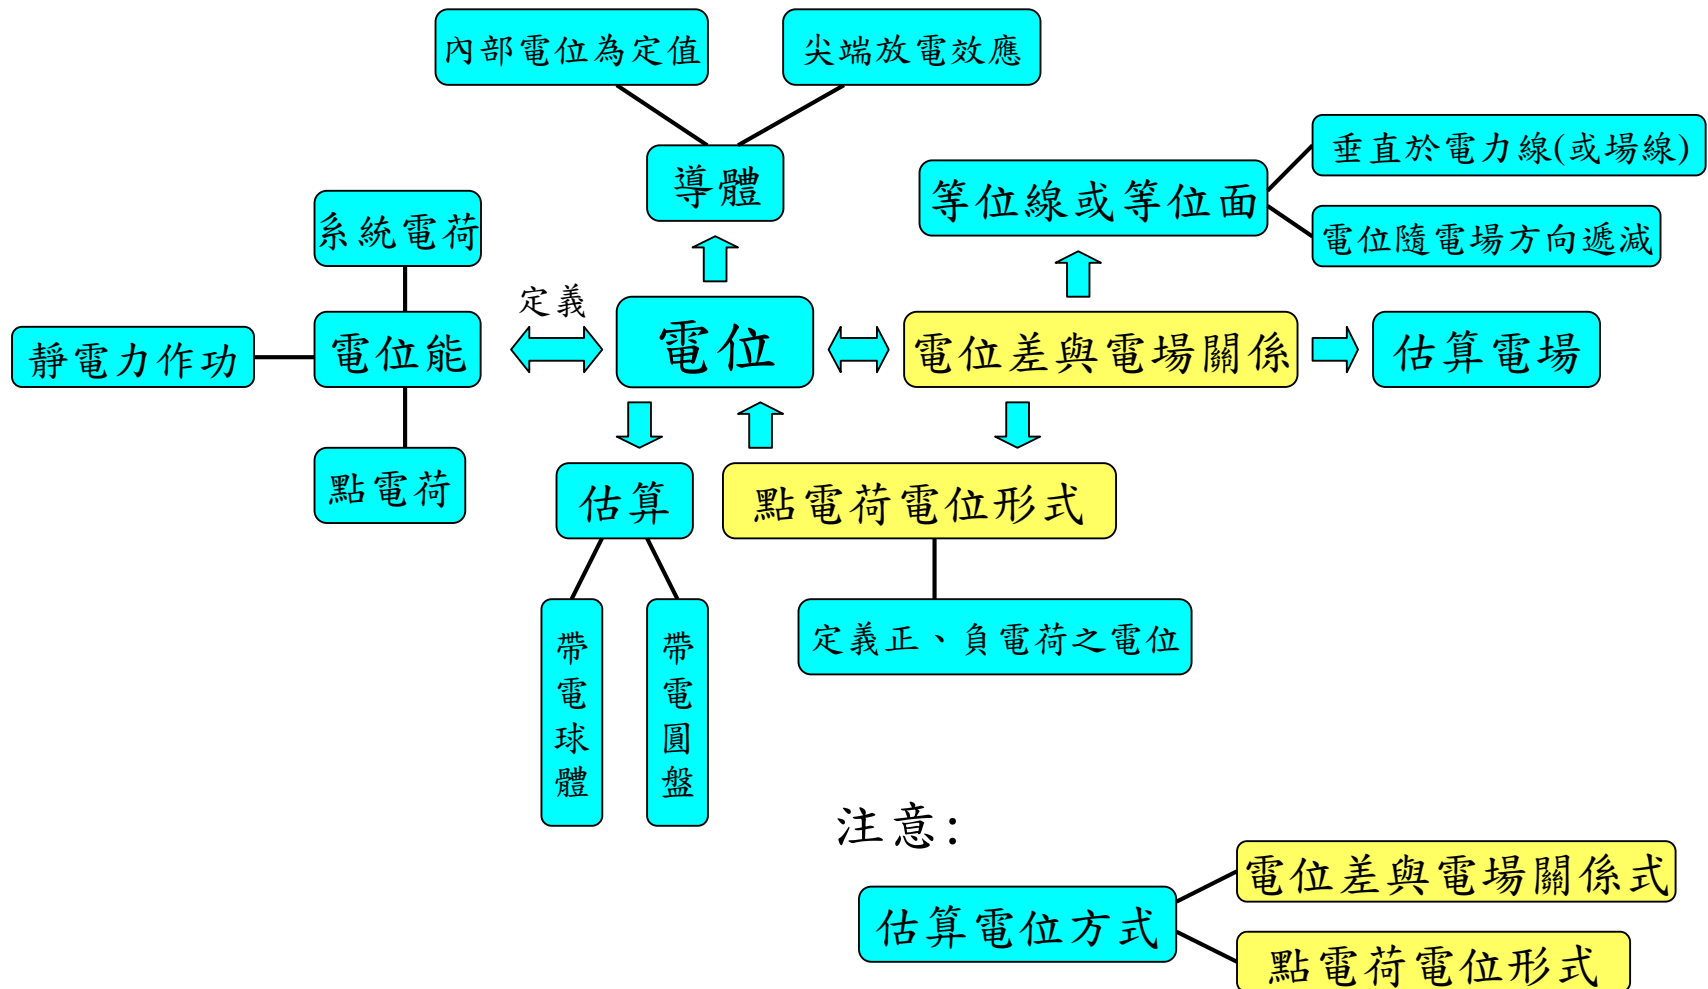 內部電位為定值
尖端放電效應
導體
等位線或等位面
垂直於電力線(或場線)
電位隨電場方向遞減
系統電荷
定義
靜電力作功
電位能
電位
電位差與電場關係
估算電場
點電荷
估算
點電荷電位形式
帶電球體
帶電圓盤
定義正、負電荷之電位
注意:
估算電位方式
電位差與電場關係式
點電荷電位形式